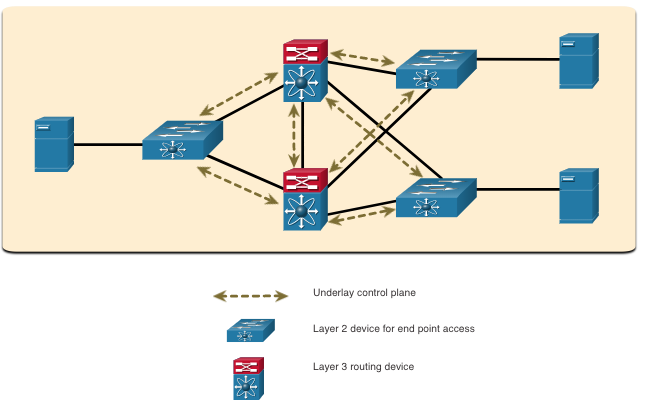 Underlay control plane
Layer 2 device for end point access
Layer 3 routing device